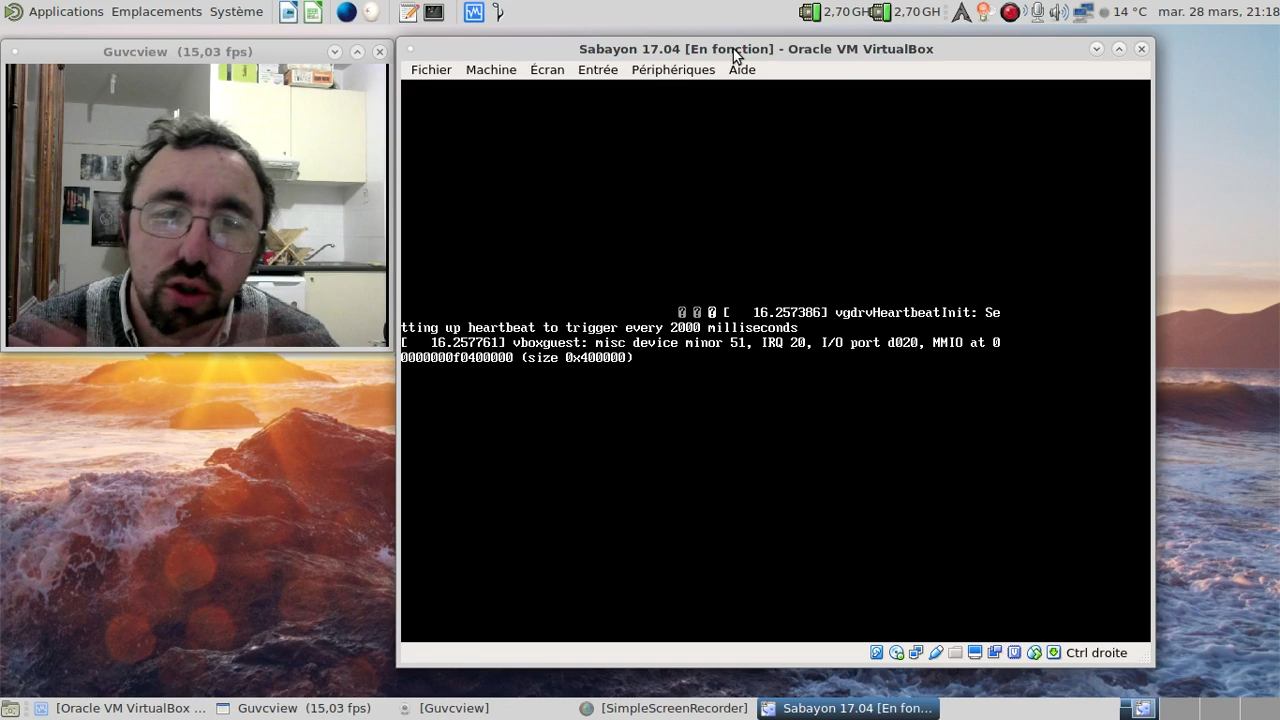 Applications Emplacements Système
2,70 GH 2,70 GH 14 °C mar. 28 mars, 21:18
Guvcview (15,03 fps)
Sabayon 17.04 [En fonction] - Oracle VM VirtualBox
Fichier Machine Écran Entrée Périphériques Aide
[ 16.257386] vgdrvHeartbeatInit: Se
tting up heartbeat to trigger every 2000 milliseconds
[ 16.257761] vboxguest: misc device minor 51, IRQ 20, I/O port d020, MMIO at 0
0000000f0400000 (size 0x400000)
Ctrl droite
[Oracle VM VirtualBox ... Guvcview (15,03 fps) [Guvcview] [SimpleScreenRecorder] Sabayon 17.04 [En fon...